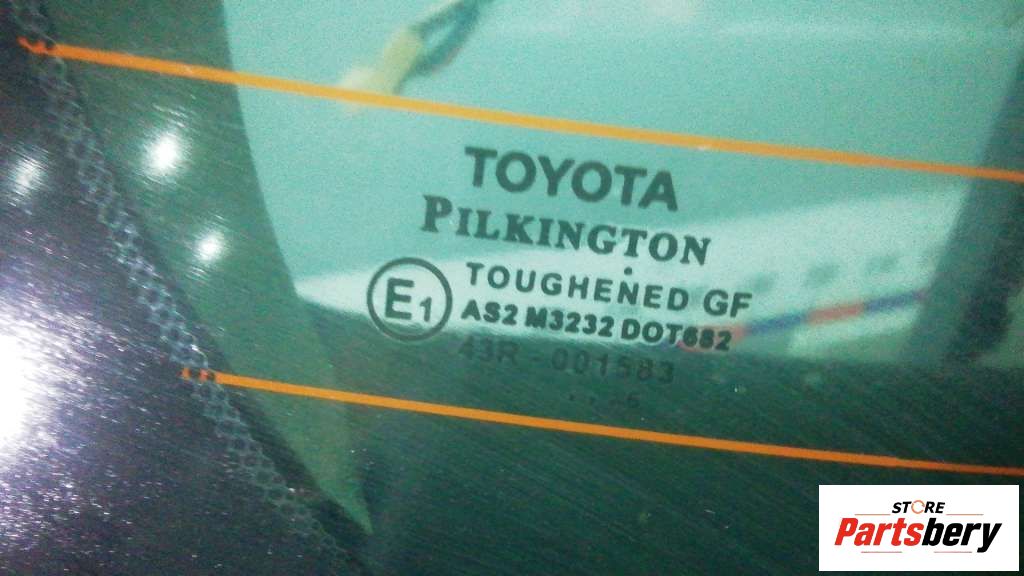 TOYOTA
PILKINGTON
TOUGHENED GF
E1
AS2 M3232 DOT682
43R - 001583
STORE
Partsbery